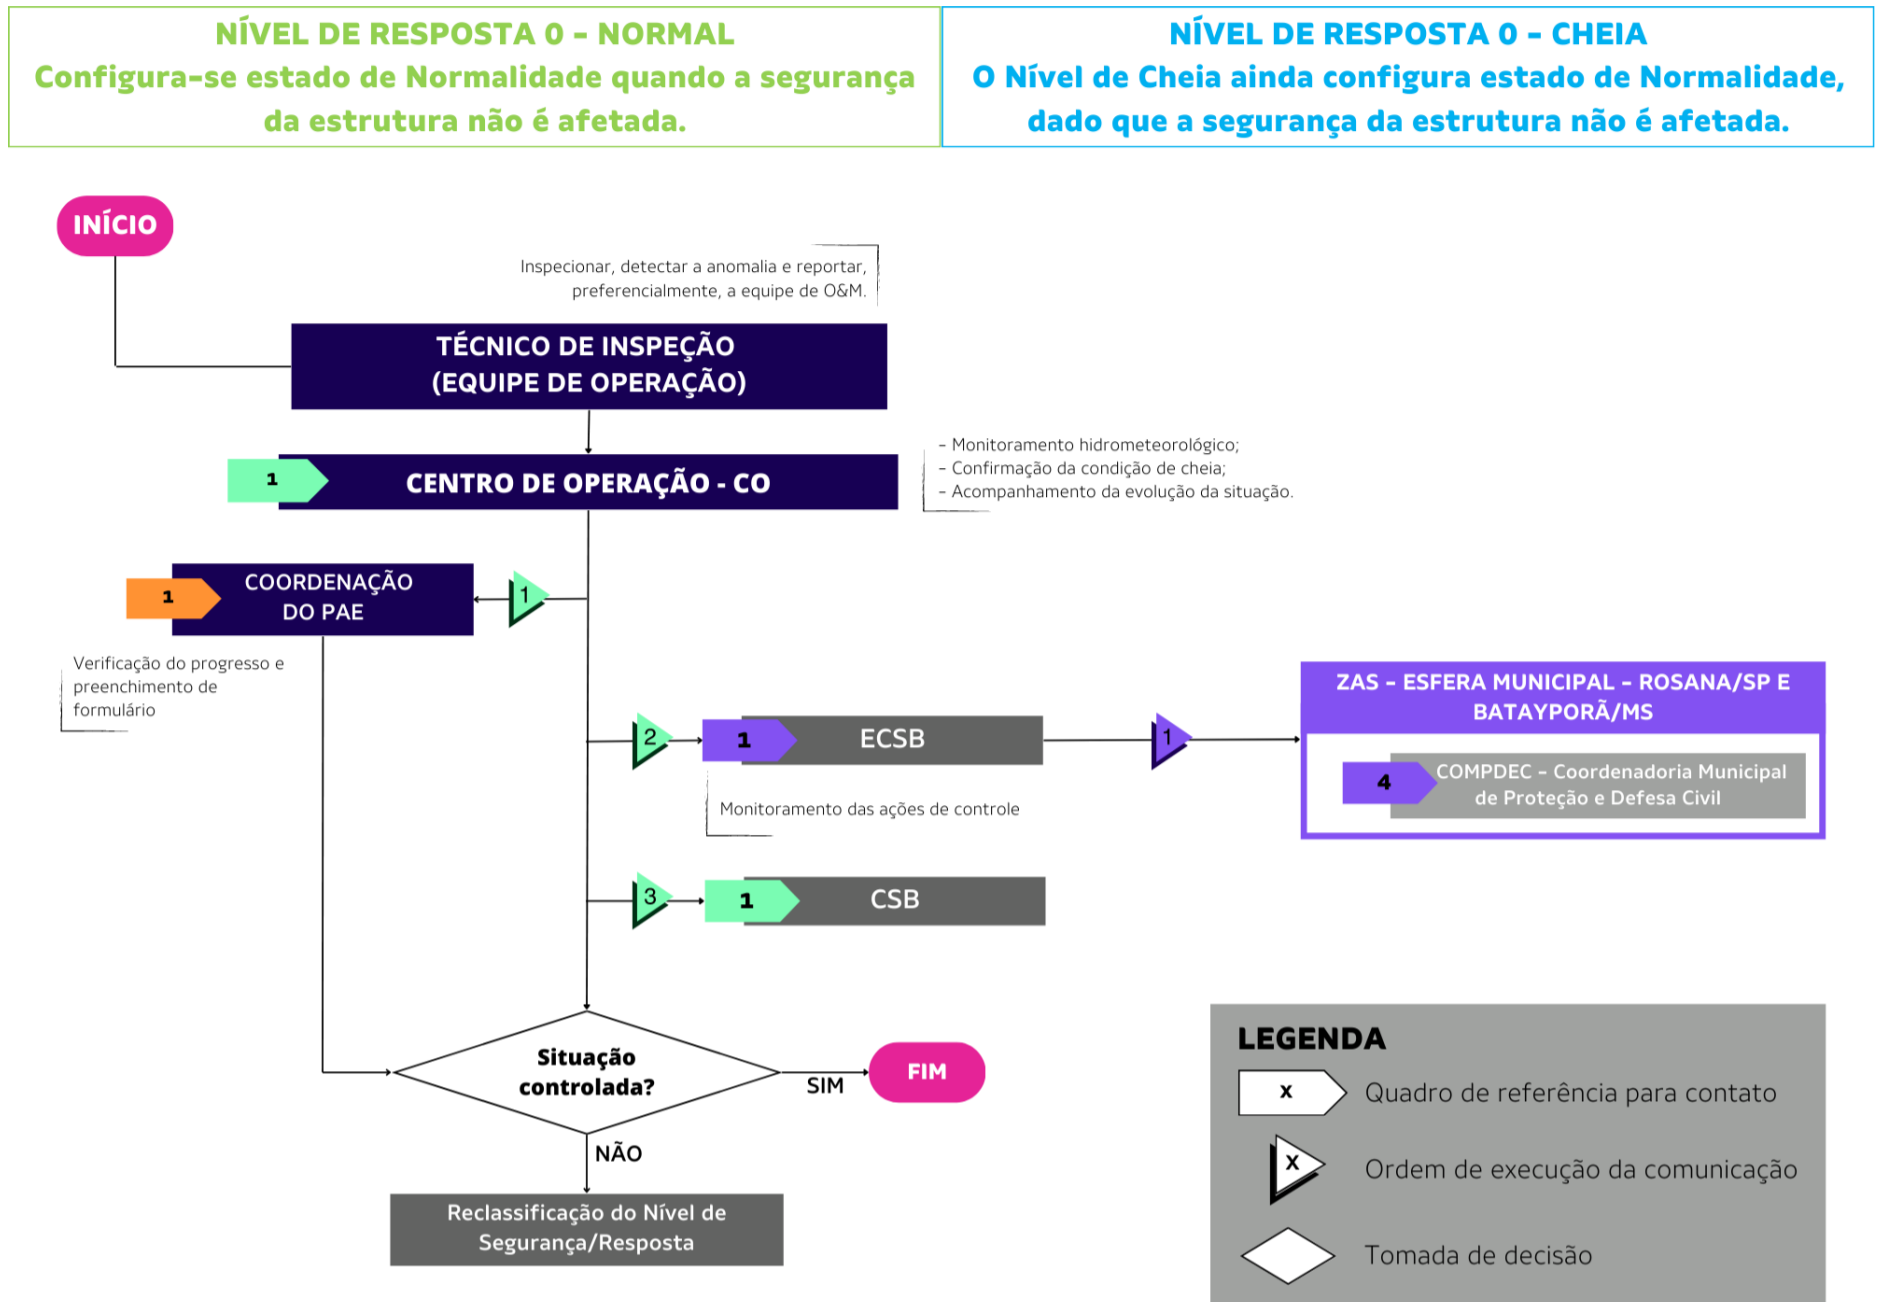 NÍVEL DE RESPOSTA 0 – NORMAL
Configura-se estado de Normalidade quando a segurança
da estrutura não é afetada.
NÍVEL DE RESPOSTA 0 – CHEIA
O Nível de Cheia ainda configura estado de Normalidade,
dado que a segurança da estrutura não é afetada.
INÍCIO
Inspecionar, detectar a anomalia e reportar,
preferencialmente, a equipe de O&M.
TÉCNICO DE INSPEÇÃO
(EQUIPE DE OPERAÇÃO)
1
CENTRO DE OPERAÇÃO - CO
- Monitoramento hidrometeorológico;
- Confirmação da condição de cheia;
- Acompanhamento da evolução da situação.
1
COORDENAÇÃO
DO PAE
1
Verificação do progresso e
preenchimento de
formulário
2
1
ECSB
1
Monitoramento das ações de controle
ZAS – ESFERA MUNICIPAL – ROSANA/SP E
BATAYPORÃ/MS
4
COMPDEC – Coordenadoria Municipal
de Proteção e Defesa Civil
3
1
CSB
Situação
controlada?
SIM
FIM
NÃO
Reclassificação do Nível de
Segurança/Resposta
LEGENDA
x
Quadro de referência para contato
x
Ordem de execução da comunicação
Tomada de decisão